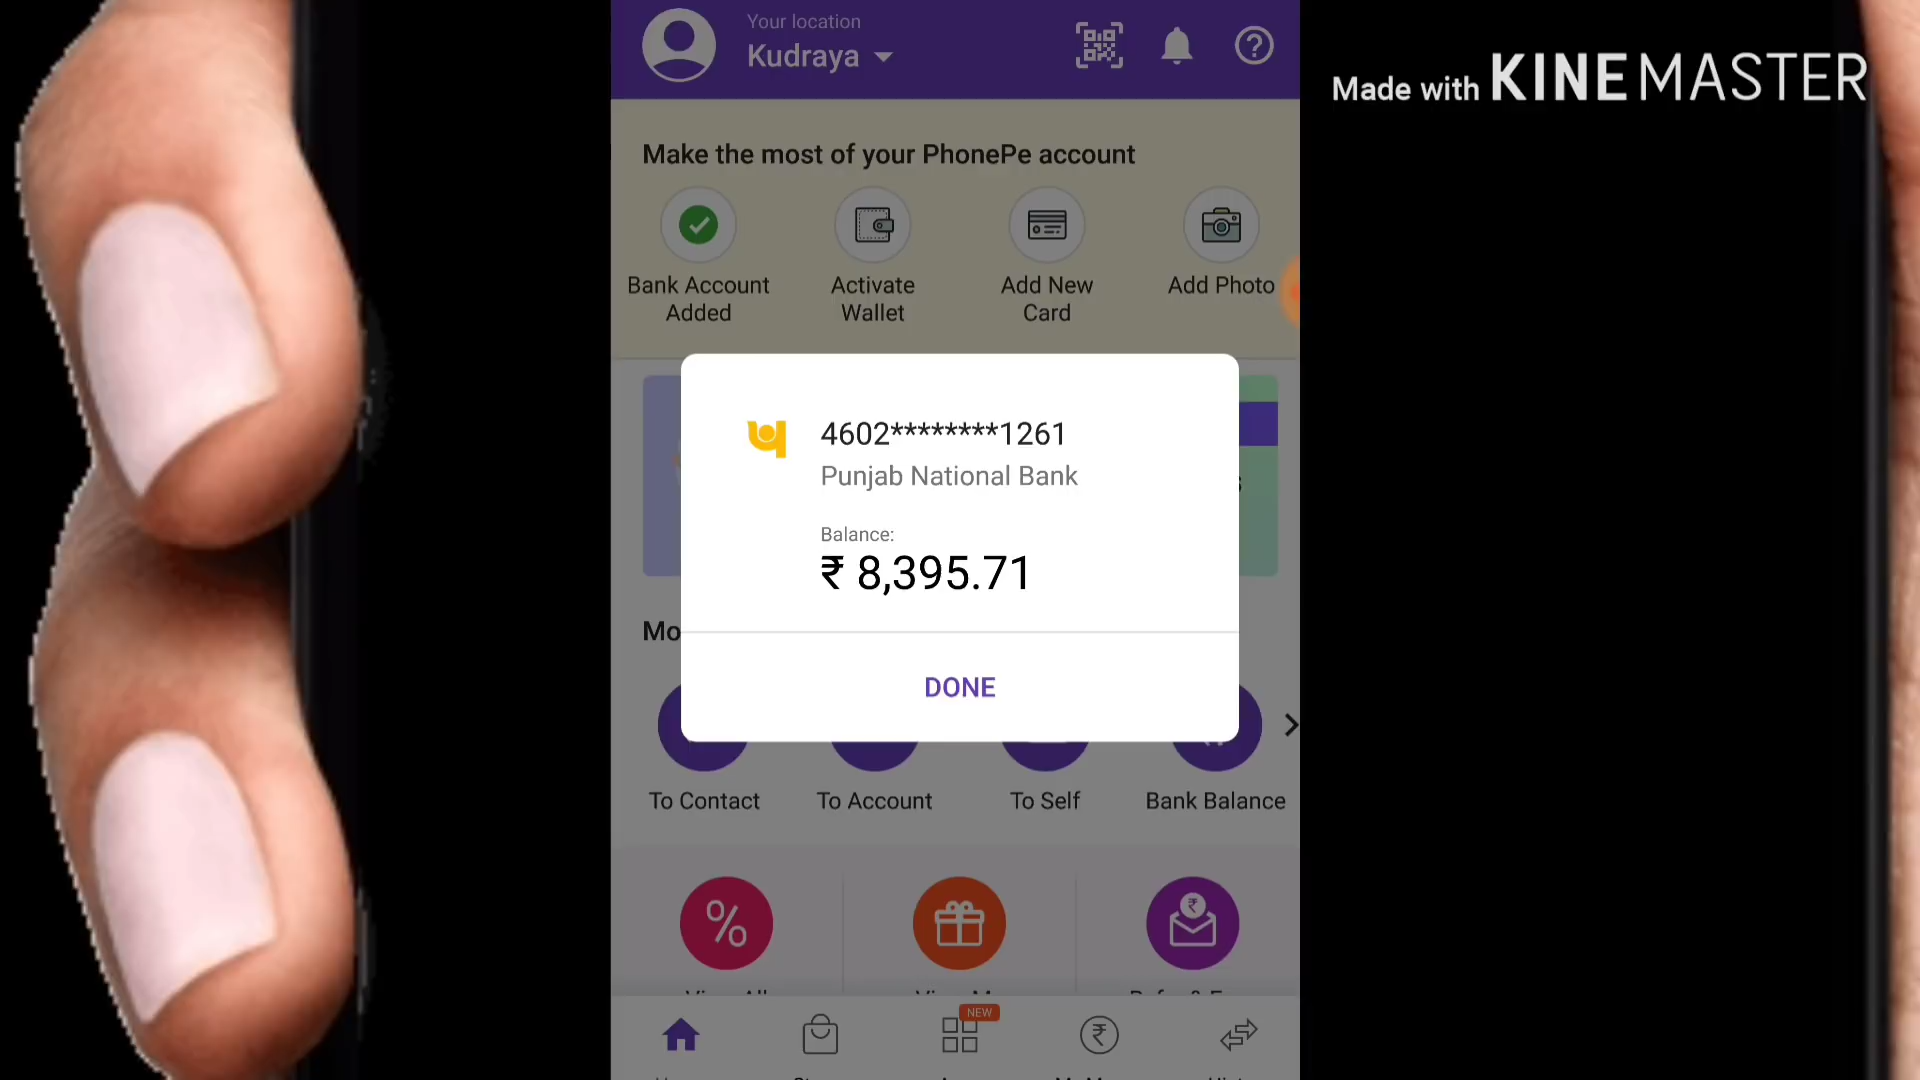 Your location
Kudraya
Made with KINEMASTER
Make the most of your PhonePe account
Bank Account
Added
Activate
Wallet
Add New
Card
Add Photo
4602********1261
Punjab National Bank
Balance:
₹ 8,395.71
Mo
DONE
To Contact
To Account
To Self
Bank Balance
NEW